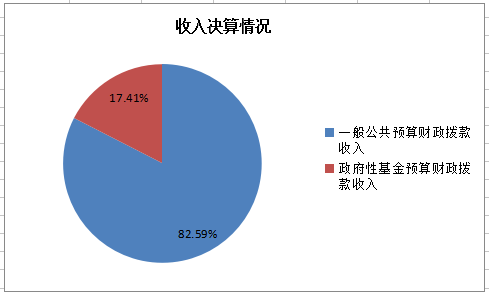 收入决算情况
17.41%
82.59%
一般公共预算财政拨款
收入
政府性基金预算财政拨
款收入